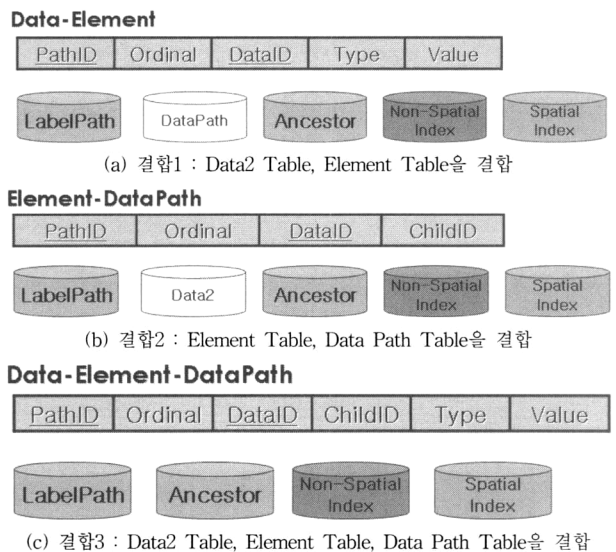 Data-Element
PathID Ordinal DataID Type Value
LabelPath DataPath Ancestor Non-Spatial Index Spatial Index
(a) 결합1 : Data2 Table, Element Table을 결합
Element-DataPath
PathID Ordinal DataID ChildID
LabelPath Data2 Ancestor Non-Spatial Index Spatial Index
(b) 결합2 : Element Table, Data Path Table을 결합
Data-Element-DataPath
PathID Ordinal DataID ChildID Type Value
LabelPath Ancestor Non-Spatial Index Spatial Index
(c) 결합3 : Data2 Table, Element Table, Data Path Table을 결합